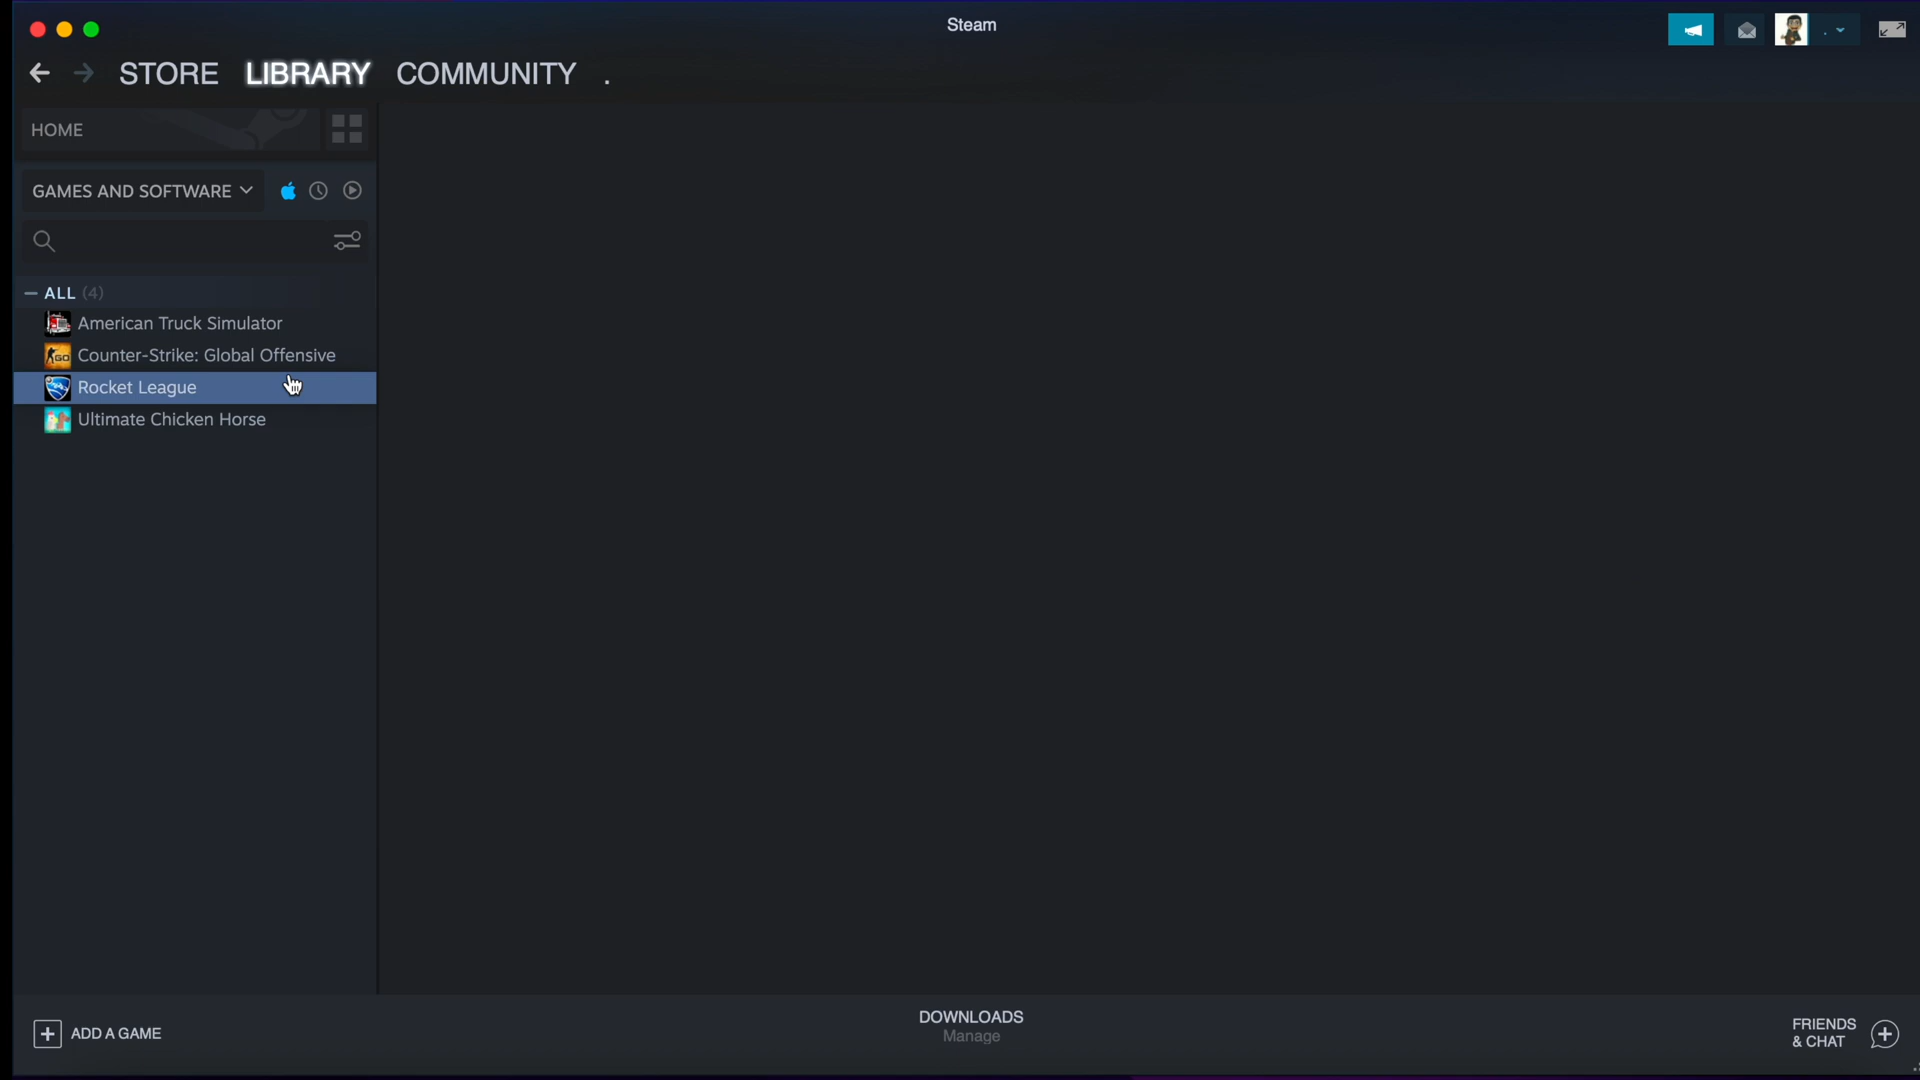 Steam
STORE LIBRARY COMMUNITY .
.
HOME
GAMES AND SOFTWARE
ALL (4)
American Truck Simulator
GO Counter-Strike: Global Offensive
Rocket League
Ultimate Chicken Horse
ADD A GAME
DOWNLOADS
Manage
FRIENDS
& CHAT